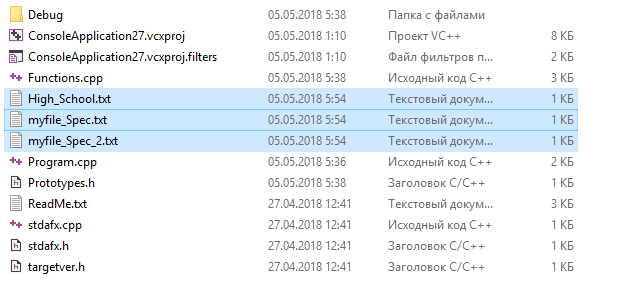 Debug 05.05.2018 5:38 Папка с файлами
ConsoleApplication27.vcxproj 05.05.2018 1:10 Проект VC++ 8 КБ
ConsoleApplication27.vcxproj.filters 05.05.2018 1:10 Файл фильтров п... 2 КБ
Functions.cpp 05.05.2018 5:38 Исходный код C++ 3 КБ
High_School.txt 05.05.2018 5:54 Текстовый докум... 1 КБ
myfile_Spec.txt 05.05.2018 5:54 Текстовый докум... 1 КБ
myfile_Spec_2.txt 05.05.2018 5:54 Текстовый докум... 1 КБ
Program.cpp 05.05.2018 5:36 Исходный код C++ 2 КБ
Prototypes.h 05.05.2018 5:38 Заголовок C/C++ 1 КБ
ReadMe.txt 27.04.2018 12:41 Текстовый докум... 3 КБ
stdafx.cpp 27.04.2018 12:41 Исходный код C++ 1 КБ
stdafx.h 27.04.2018 12:41 Заголовок C/C++ 1 КБ
targetver.h 27.04.2018 12:41 Заголовок C/C++ 1 КБ